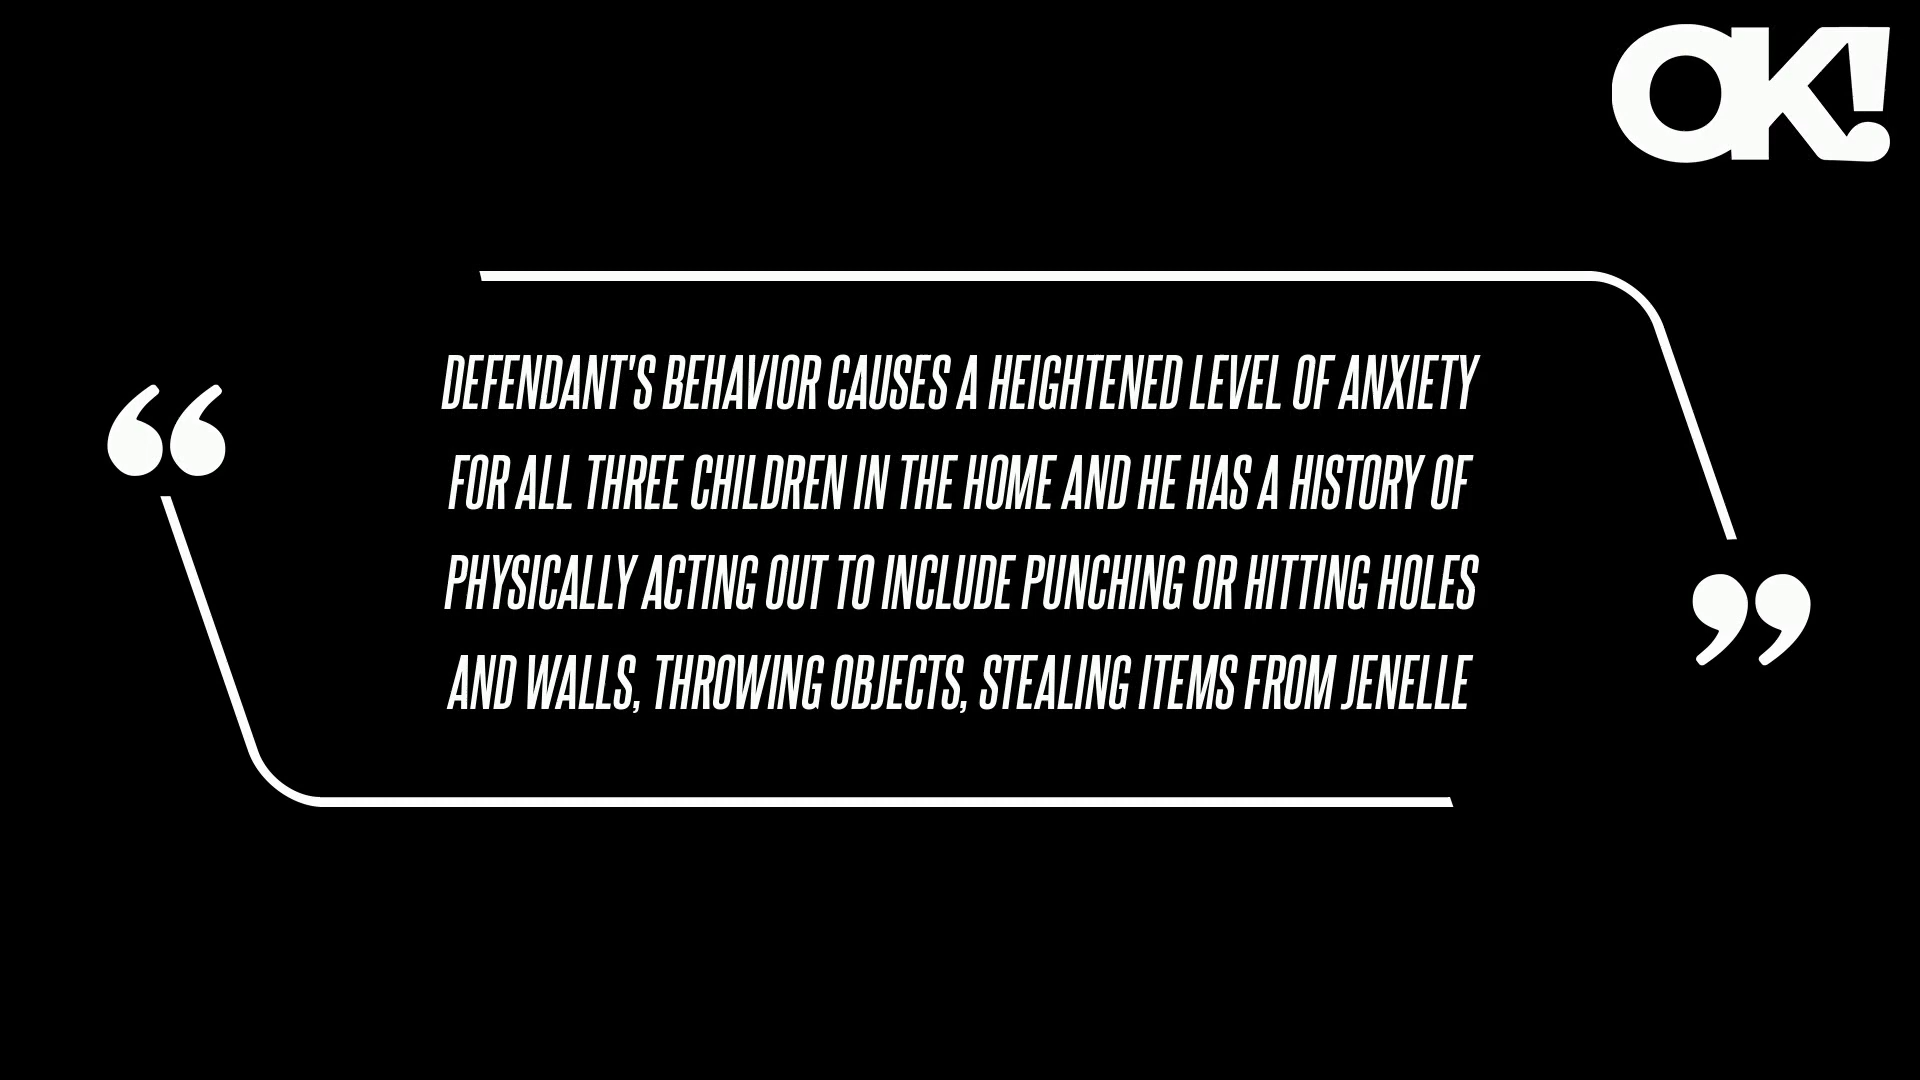 OK!
DEFENDANT'S BEHAVIOR CAUSES A HEIGHTENED LEVEL OF ANXIETY
FOR ALL THREE CHILDREN IN THE HOME AND HE HAS A HISTORY OF
PHYSICALLY ACTING OUT TO INCLUDE PUNCHING OR HITTING HOLES
AND WALLS, THROWING OBJECTS, STEALING ITEMS FROM JENELLE